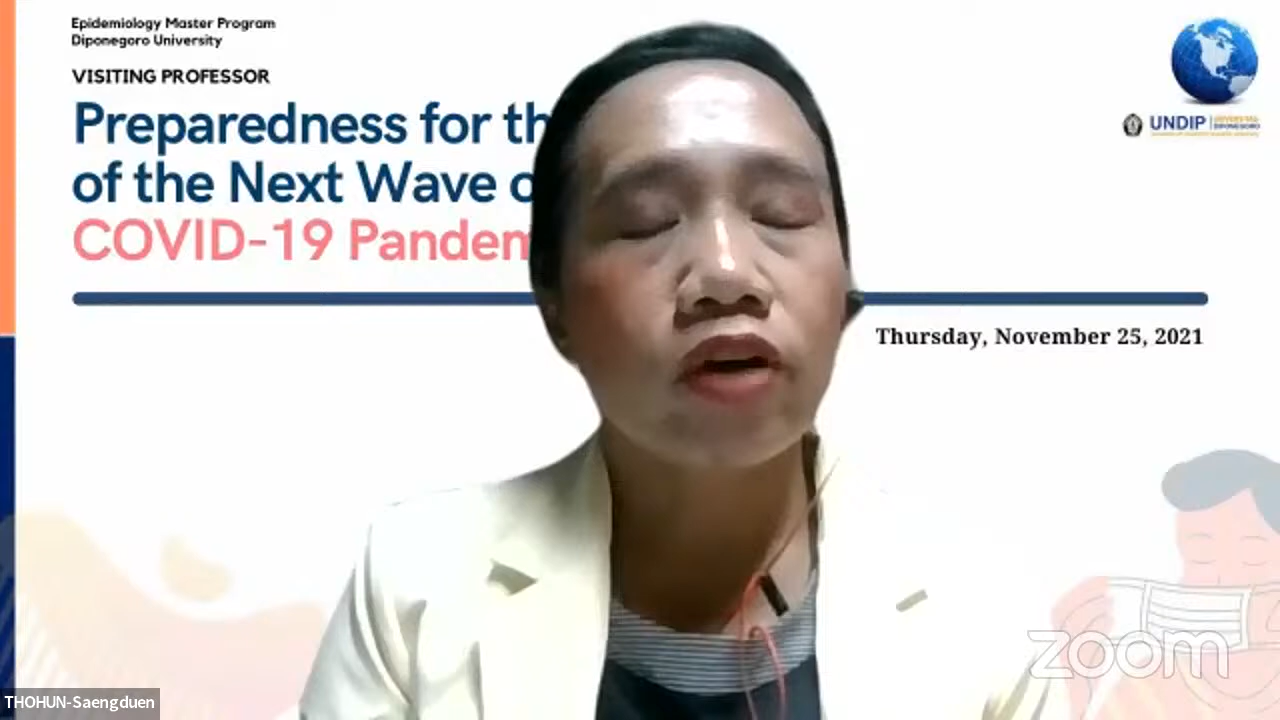 Epidemiology Master Program
Diponegoro University
VISITING PROFESSOR
Preparedness for th
of the Next Wave o
COVID-19 Pandem
UNDIP
Thursday, November 25, 2021
zoom
THOHUN-Saengduen